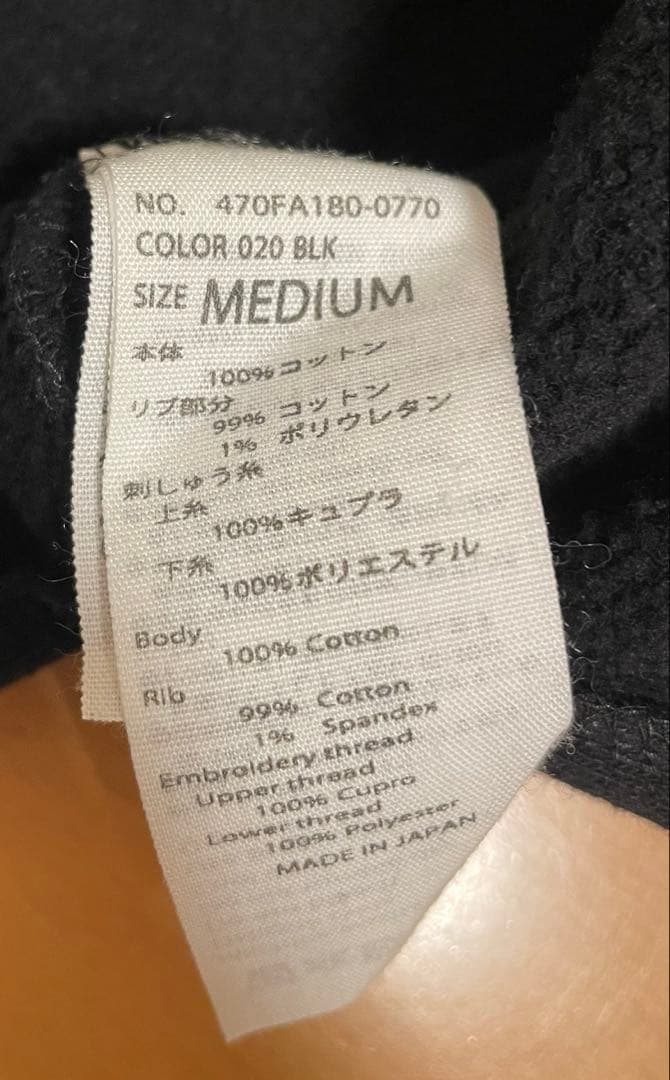 NO. 470FA180-0770
COLOR 020 BLK
SIZE MEDIUM
本体
100% コットン
リブ部分
99% コットン
1% ポリウレタン
刺しゅう糸
上糸
100%キュプラ
下糸
100%ポリエステル
Body
100% Cotton
Rib
99% Cotton
1% Spandex
Embroidery thread
Upper thread
100% Cupro
Lower thread
100% Polyester
MADE IN JAPAN